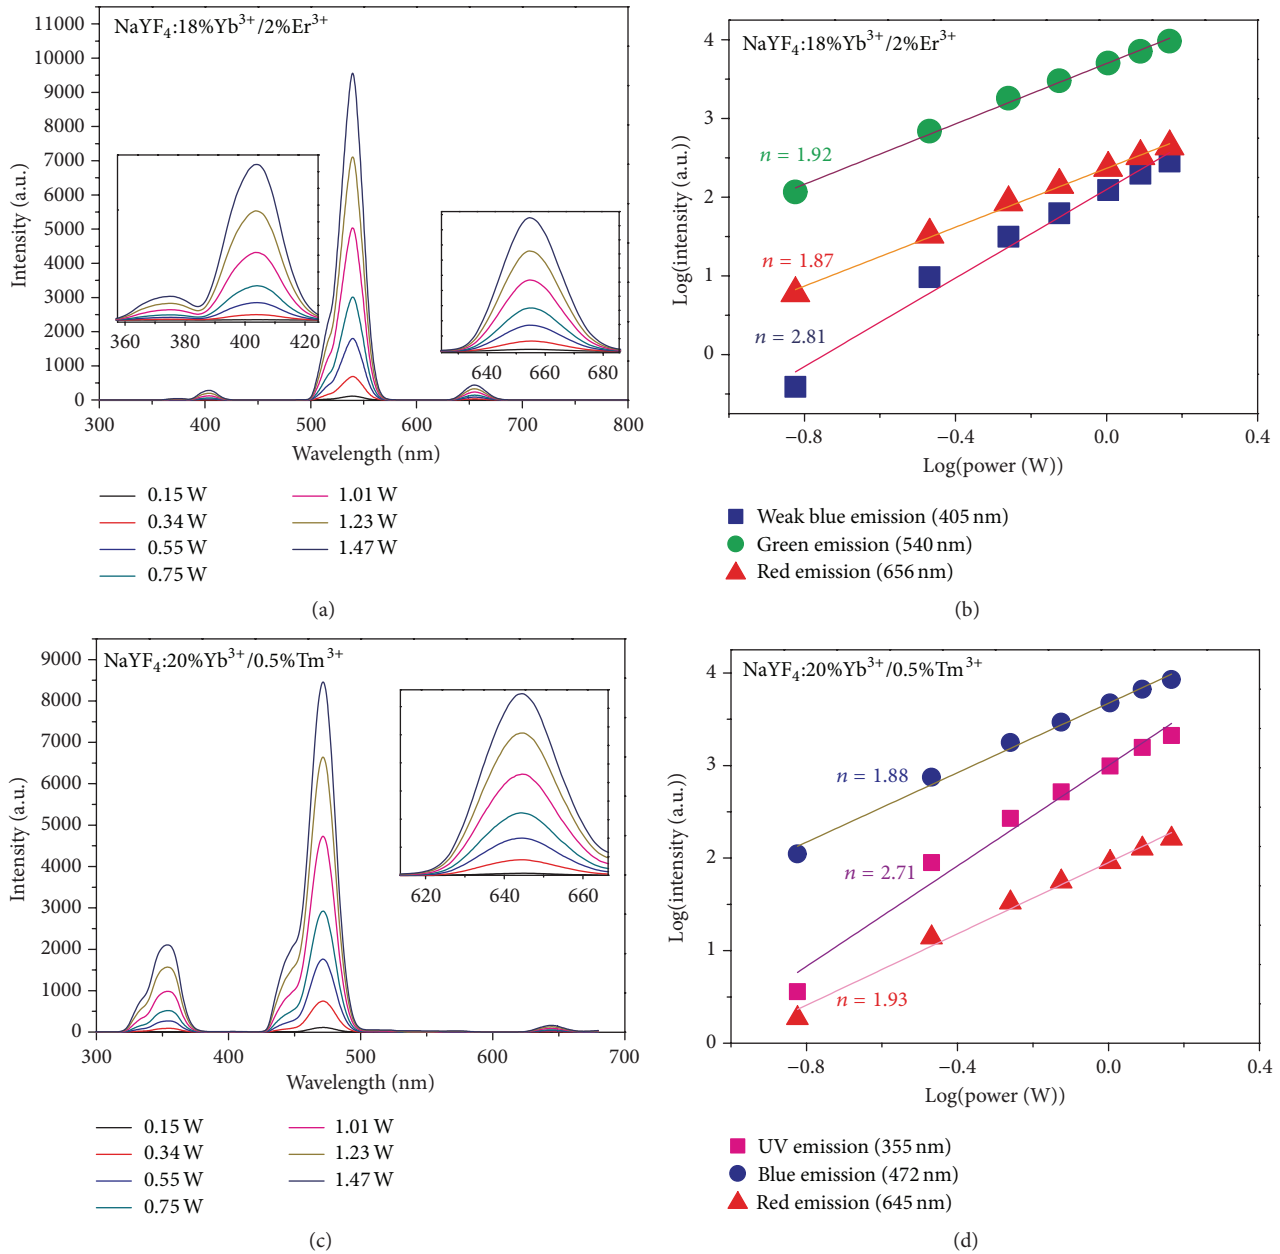 NaYF4:18%Yb3+/2%Er3+
11000
10000
9000
8000
7000
6000
5000
4000
3000
2000
1000
0
Intensity (a.u.)
360 400 420
640 660 680
300 400 500 600 700 800
Wavelength (nm)
0.15 W 1.01 W
0.34 W 1.23 W
0.55 W 1.47 W
0.75 W
(a)
NaYF4:18%Yb3+/2%Er3+
4
3
2
1
0
Log(intensity (a.u.))
n = 1.92
n = 1.87
n = 2.81
−0.8 −0.4 0.0 0.4
Log(power (W))
Weak blue emission (405 nm)
Green emission (540 nm)
Red emission (656 nm)
(b)
NaYF4:20%Yb3+/0.5%Tm3+
9000
8000
7000
6000
5000
4000
3000
2000
1000
0
Intensity (a.u.)
620 640 660
300 400 500 600 700
Wavelength (nm)
0.15 W 1.01 W
0.34 W 1.23 W
0.55 W 1.47 W
0.75 W
(c)
NaYF4:20%Yb3+/0.5%Tm3+
4
3
2
1
0
Log(intensity (a.u.))
n = 1.88
n = 2.71
n = 1.93
−0.8 −0.4 0.0 0.4
Log(power (W))
UV emission (355 nm)
Blue emission (472 nm)
Red emission (645 nm)
(d)